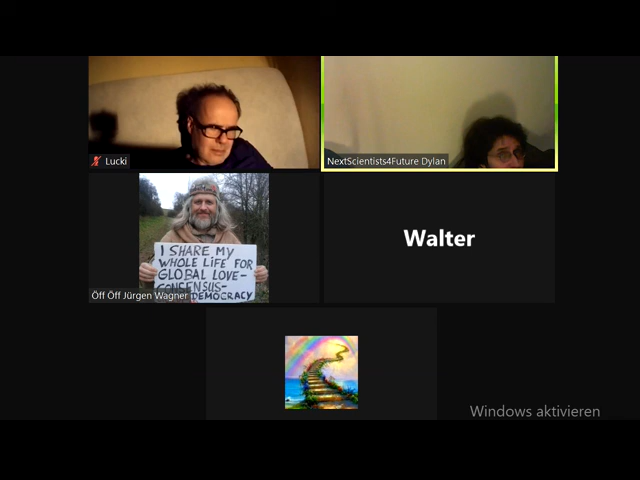 Lucki
NextScientists4Future Dylan
I SHARE MY
WHOLE LIFE FOR
GLOBAL LOVE-
CONSENSUS-
DEMOCRACY
Öff Öff Jürgen Wagner
Walter
Windows aktivieren